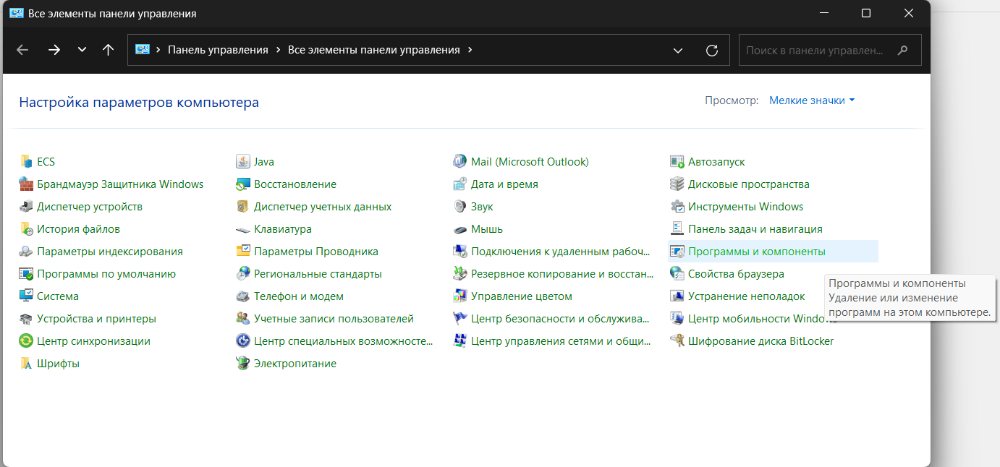 Все элементы панели управления
Панель управления › Все элементы панели управления ›
Поиск в панели управлен...
Настройка параметров компьютера
Просмотр: Мелкие значки
ECS
Java
Mail (Microsoft Outlook)
Автозапуск
Брандмауэр Защитника Windows
Восстановление
Дата и время
Дисковые пространства
Диспетчер устройств
Диспетчер учетных данных
Звук
Инструменты Windows
История файлов
Клавиатура
Мышь
Панель задач и навигация
Параметры индексирования
Параметры Проводника
Подключения к удаленным рабоч...
Программы и компоненты
Программы по умолчанию
Региональные стандарты
Резервное копирование и восстан...
Свойства браузера
Программы и компоненты
Удаление или изменение
программ на этом компьютере.
Система
Телефон и модем
Управление цветом
Устранение неполадок
Устройства и принтеры
Учетные записи пользователей
Центр безопасности и обслужива...
Центр мобильности Windows
Центр синхронизации
Центр специальных возможносте...
Центр управления сетями и общи...
Шифрование диска BitLocker
Шрифты
Электропитание